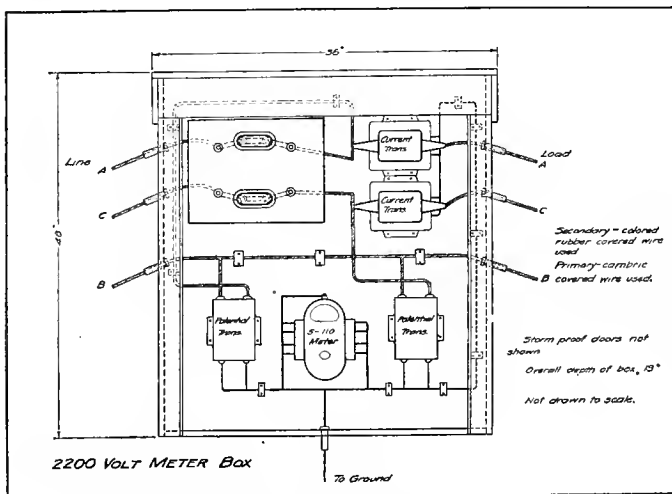 36"
Line
A
C
B
48"
Current
Trans.
Current
Trans.
Load
A
C
Secondary - colored
rubber covered wire
used
Primary - cambric
B covered wire used.
Potential
Trans.
S-110
Meter
Potential
Trans.
Storm proof doors not
shown
Overall depth of box, 13"
Not drawn to scale.
2200 VOLT METER BOX
To Ground